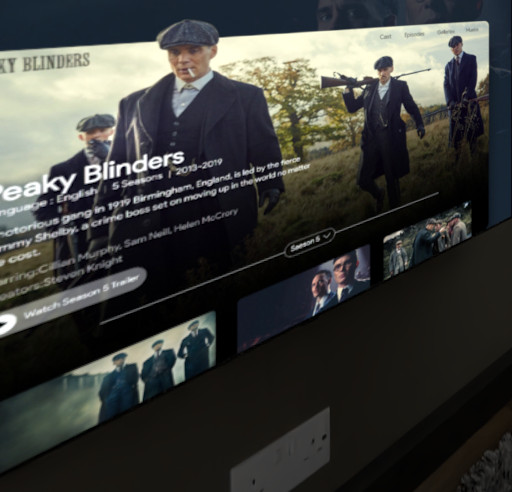 KY BLINDERS
Cast Episodes Galleries Music
Peaky Blinders
nguage : English 5 Seasons | 2013-2019
notorious gang in 1919 Birmingham, England, is led by the fierce
mmy Shelby, a crime boss set on moving up in the world no matter
e cost.
arring:Cillian Murphy, Sam Neill, Helen McCrory
eators:Steven Knight
Season 5
Watch Season 5 Trailer